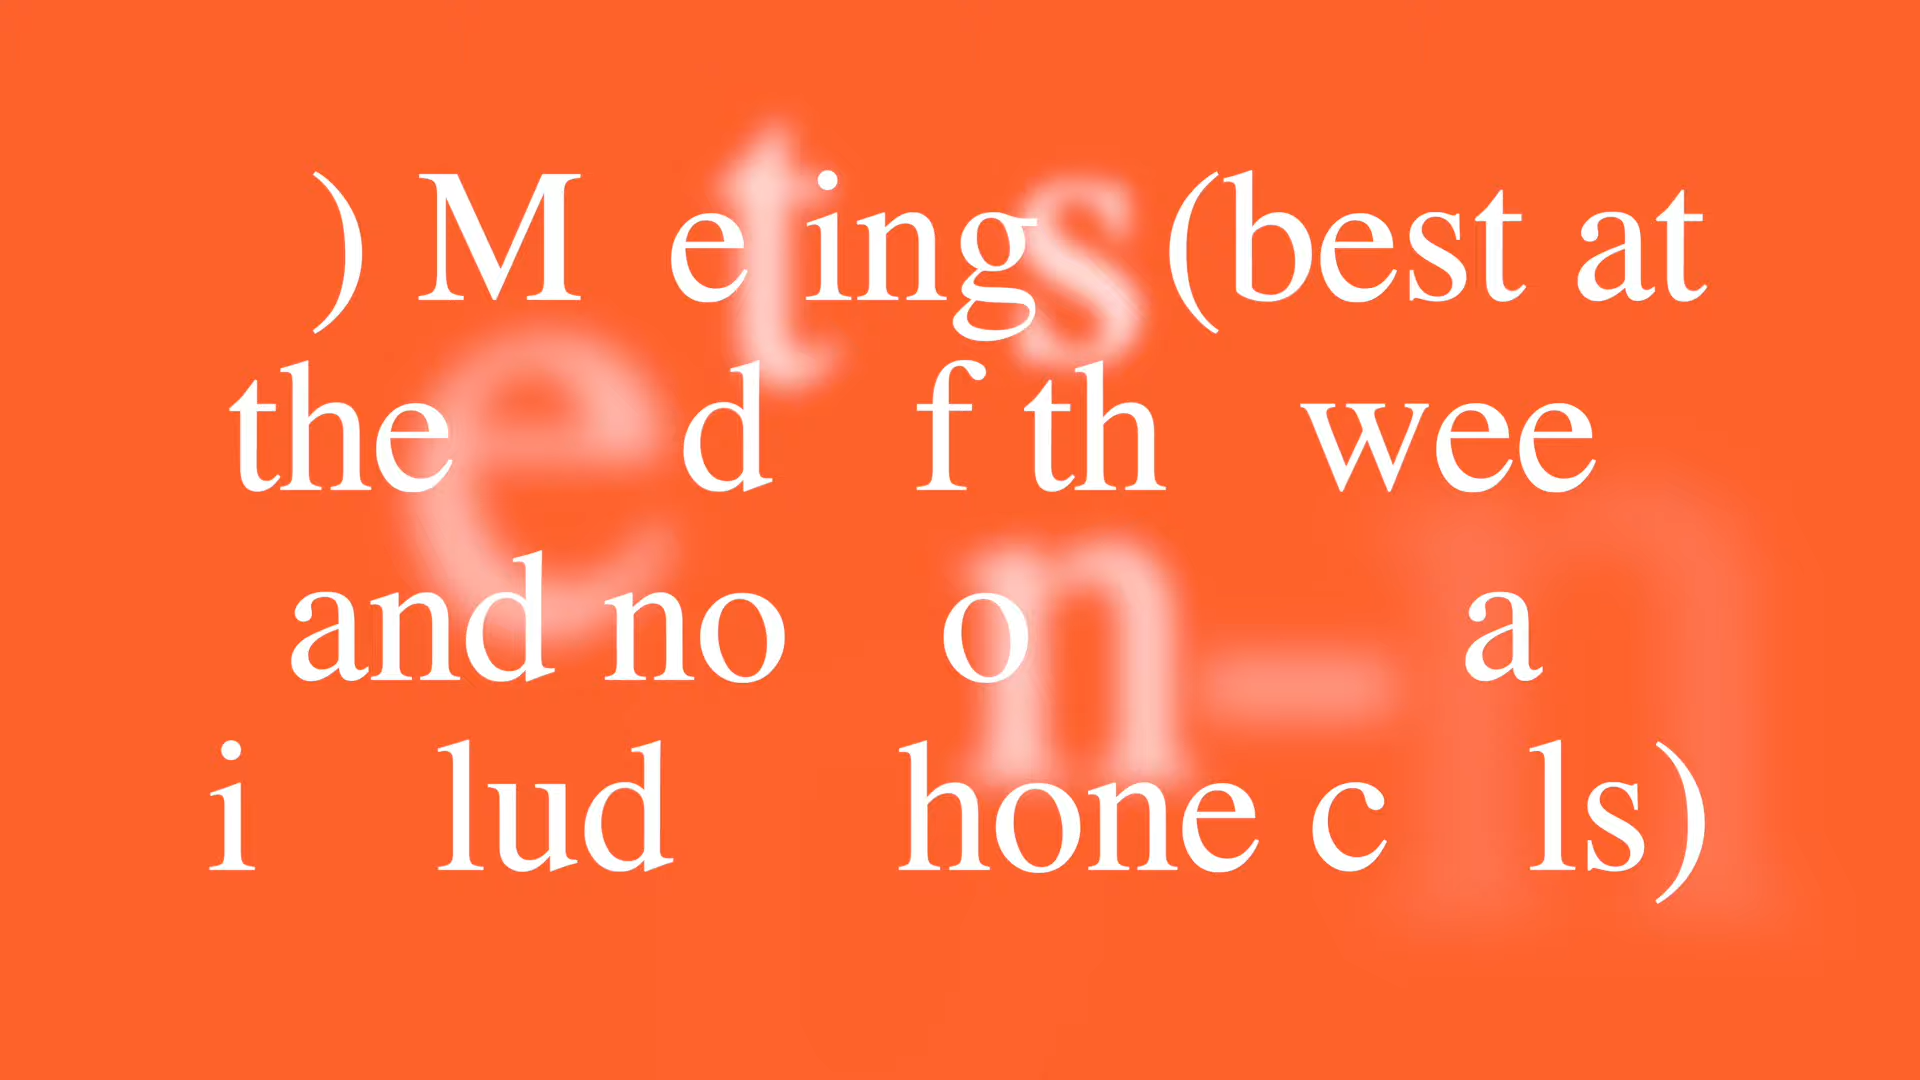 ) M e t ing s (best at
the e d f th wee
and no o n - n a
i lud hone c ls)